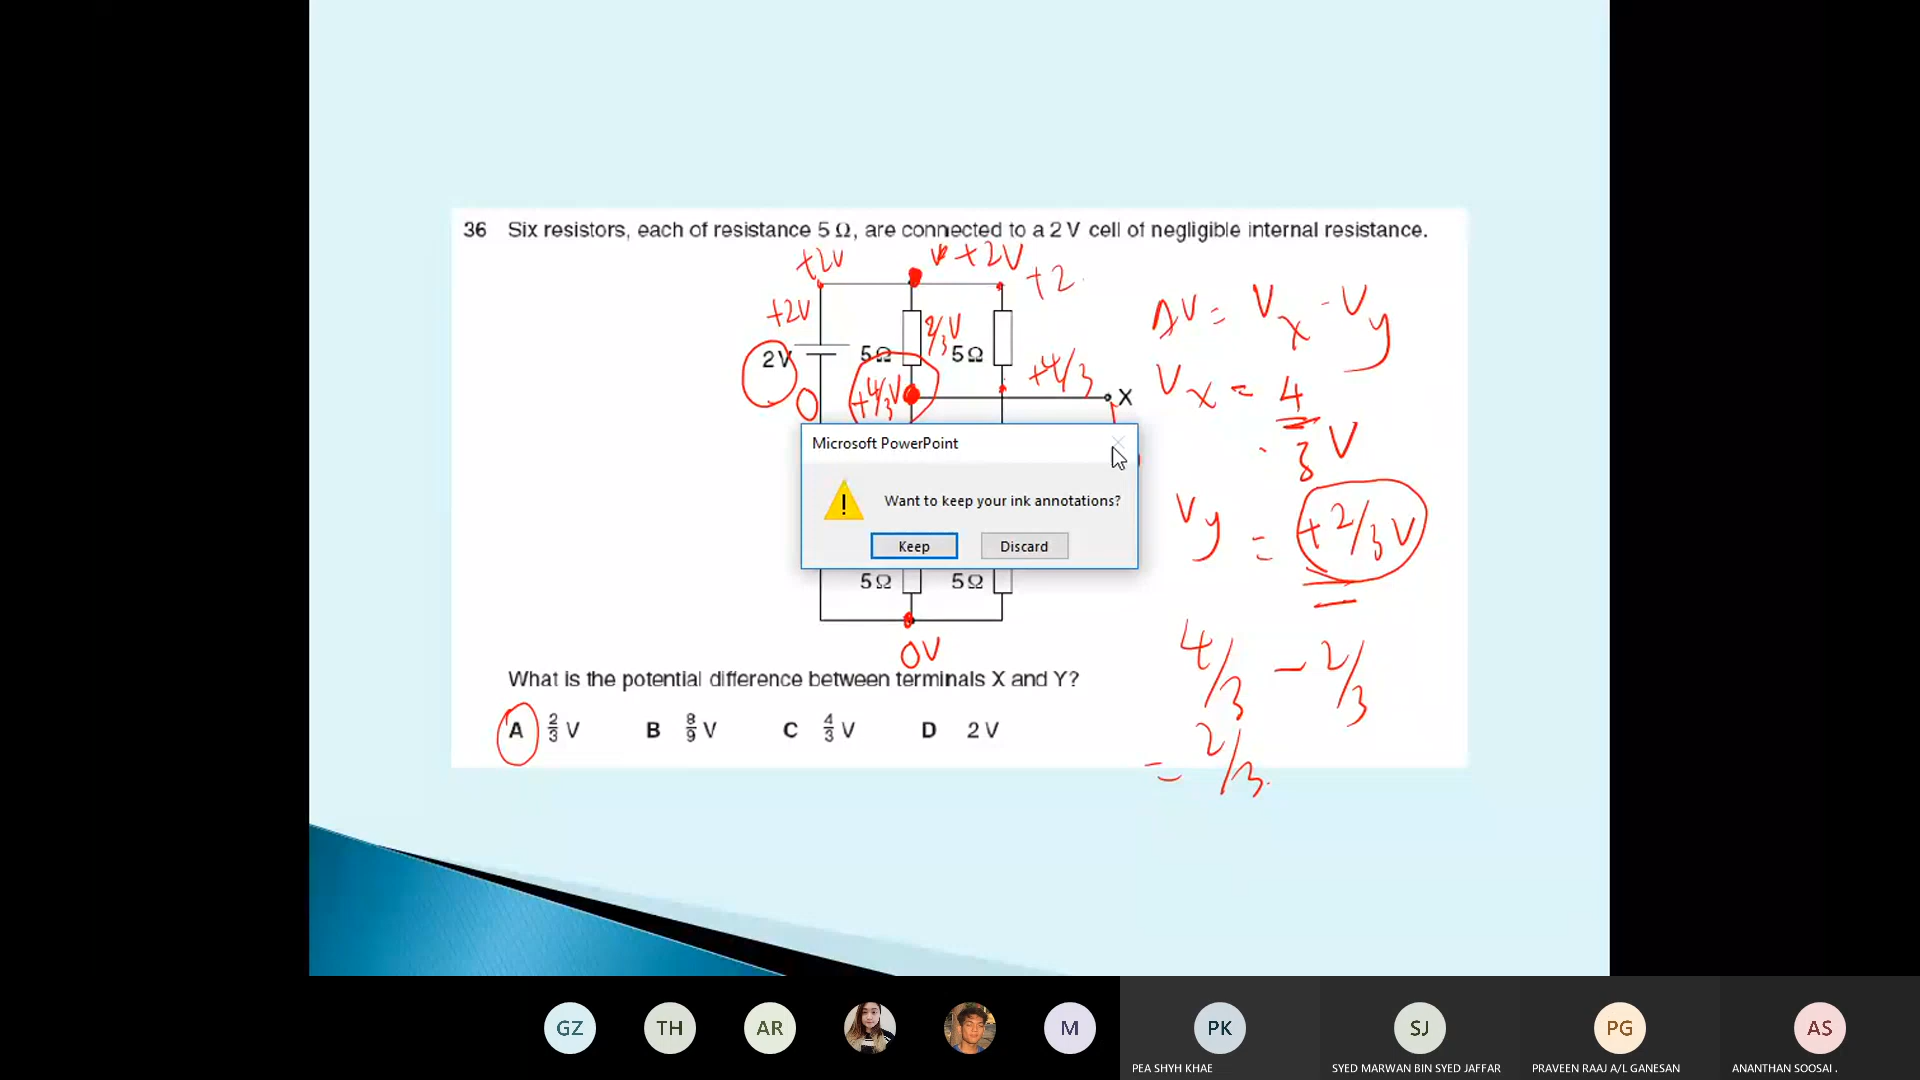 36 Six resistors, each of resistance 5 Ω, are connected to a 2 V cell of negligible internal resistance.
+2V
+2V
+2
+2V
2V
5Ω
2/3V
5Ω
+4/3V
+4/3
X
0
ΔV = Vx - Vy
Vx = 4/3 V
Vy = +2/3 V
4/3 - 2/3
= 2/3.
Microsoft PowerPoint
Want to keep your ink annotations?
Keep Discard
5Ω 5Ω
0V
What is the potential difference between terminals X and Y?
A 2/3 V B 8/9 V C 4/3 V D 2 V
GZ TH AR M PK SJ PG AS
PEA SHYH KHAE SYED MARWAN BIN SYED JAFFAR PRAVEEN RAAJ A/L GANESAN ANANTHAN SOOSAI .